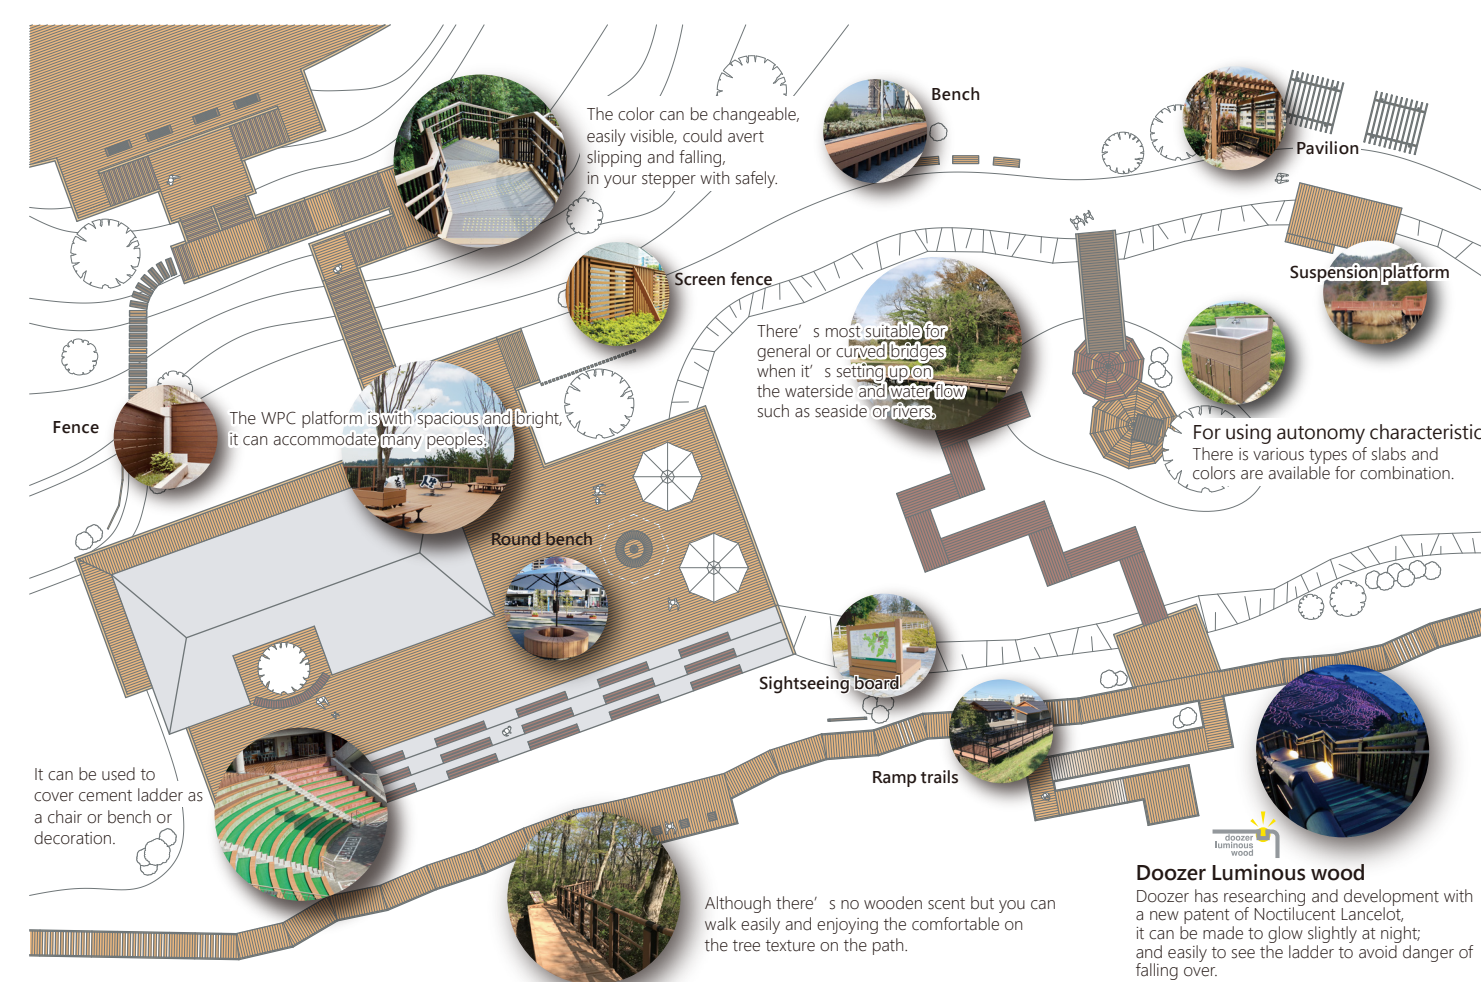 The color can be changeable,
easily visible, could avert
slipping and falling,
in your stepper with safely.
Bench
Pavilion
Screen fence
Suspension platform
There’s most suitable for
general or curved bridges
when it’s setting up on
the waterside and water flow
such as seaside or rivers.
Fence
The WPC platform is with spacious and bright,
it can accommodate many peoples.
For using autonomy characteristic
There is various types of slabs and
colors are available for combination.
Round bench
Sightseeing board
Ramp trails
It can be used to
cover cement ladder as
a chair or bench or
decoration.
doozer
luminous
wood
Doozer Luminous wood
Doozer has researching and development with
a new patent of Noctilucent Lancelot,
it can be made to glow slightly at night;
and easily to see the ladder to avoid danger of
falling over.
Although there’s no wooden scent but you can
walk easily and enjoying the comfortable on
the tree texture on the path.